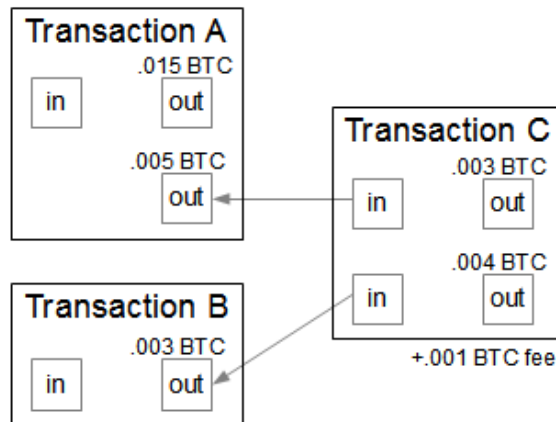 Transaction A
.015 BTC
in
out
.005 BTC
out
Transaction B
.003 BTC
in
out
Transaction C
.003 BTC
in
out
.004 BTC
in
out
+.001 BTC fee